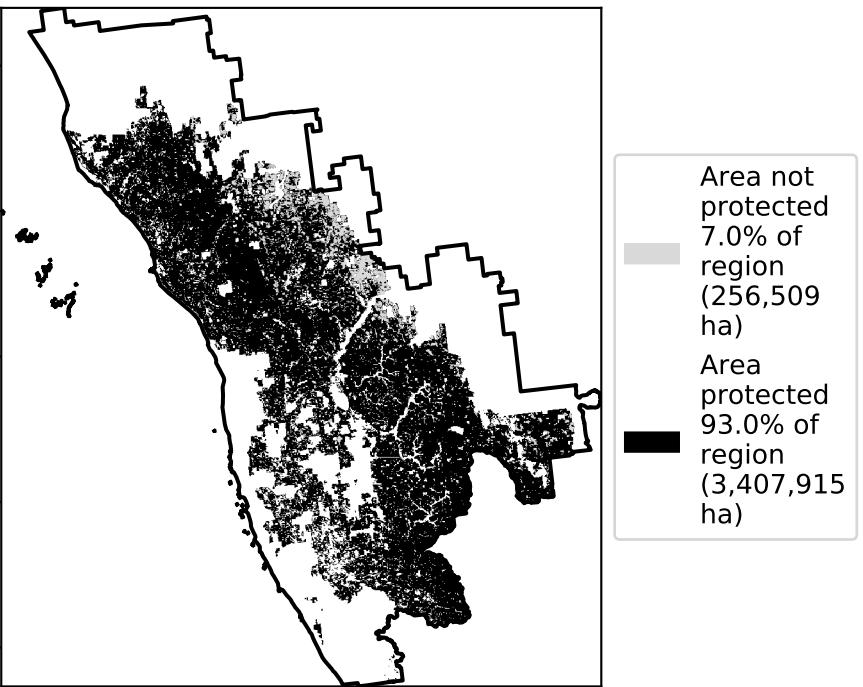 Area not
protected
7.0% of
region
(256,509
ha)
Area
protected
93.0% of
region
(3,407,915
ha)